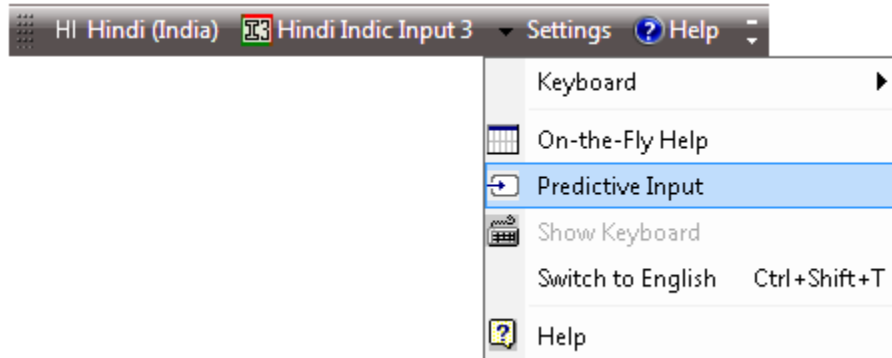 HI Hindi (India) I3 Hindi Indic Input 3 Settings ? Help
Keyboard
On-the-Fly Help
Predictive Input
Show Keyboard
Switch to English Ctrl+Shift+T
? Help